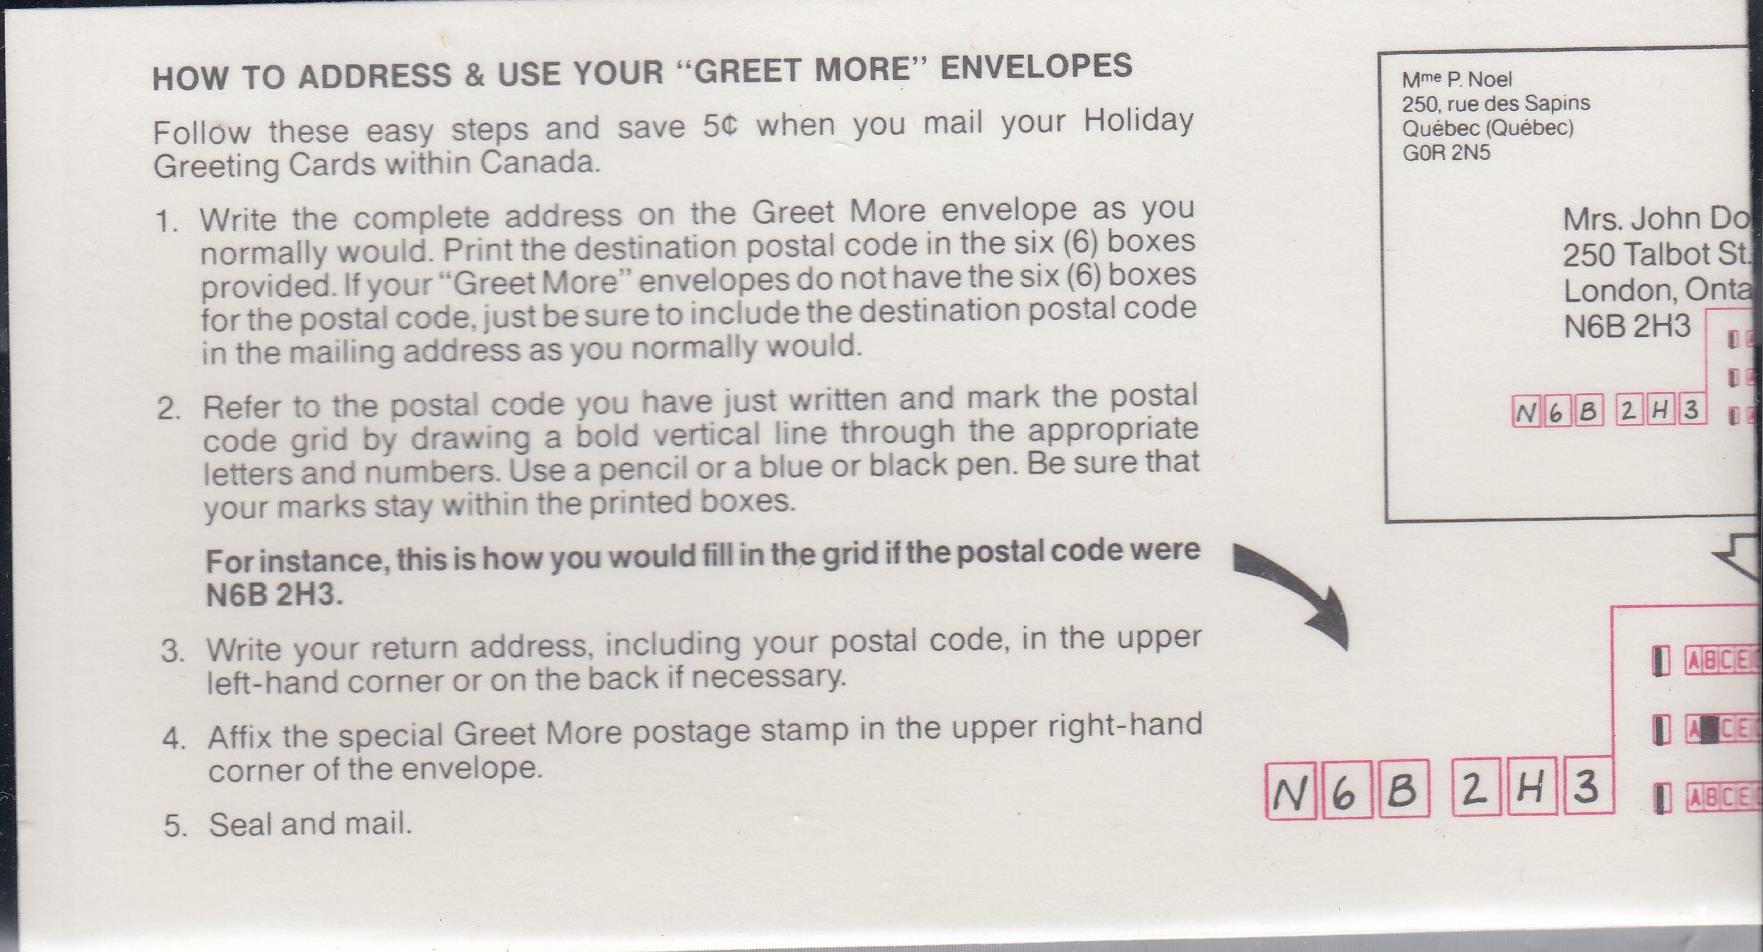 HOW TO ADDRESS & USE YOUR “GREET MORE” ENVELOPES
Follow these easy steps and save 5¢ when you mail your Holiday
Greeting Cards within Canada.
1. Write the complete address on the Greet More envelope as you
normally would. Print the destination postal code in the six (6) boxes
provided. If your “Greet More” envelopes do not have the six (6) boxes
for the postal code, just be sure to include the destination postal code
in the mailing address as you normally would.
2. Refer to the postal code you have just written and mark the postal
code grid by drawing a bold vertical line through the appropriate
letters and numbers. Use a pencil or a blue or black pen. Be sure that
your marks stay within the printed boxes.
For instance, this is how you would fill in the grid if the postal code were
N6B 2H3.
3. Write your return address, including your postal code, in the upper
left-hand corner or on the back if necessary.
4. Affix the special Greet More postage stamp in the upper right-hand
corner of the envelope.
5. Seal and mail.
Mme P. Noel
250, rue des Sapins
Québec (Québec)
G0R 2N5
Mrs. John Do
250 Talbot St.
London, Onta
N6B 2H3
N6B 2H3
ABCE
A CE
ABCE
N6B 2H3